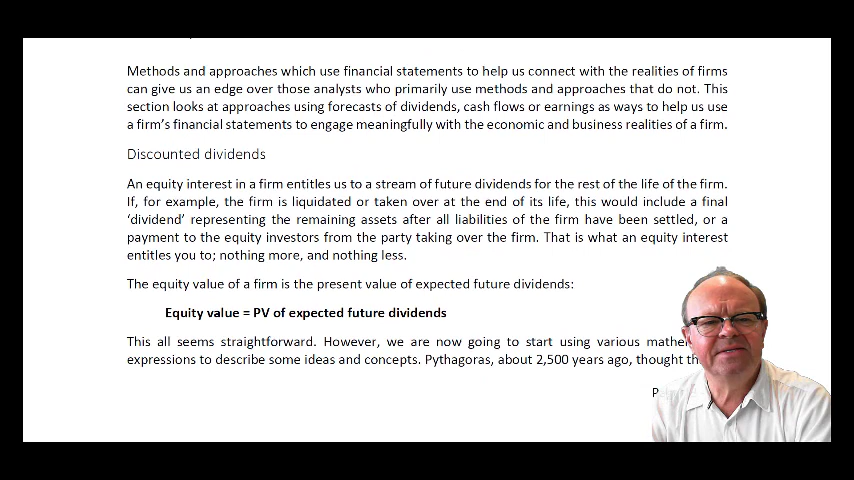 Methods and approaches which use financial statements to help us connect with the realities of firms
can give us an edge over those analysts who primarily use methods and approaches that do not. This
section looks at approaches using forecasts of dividends, cash flows or earnings as ways to help us use
a firm's financial statements to engage meaningfully with the economic and business realities of a firm.
Discounted dividends
An equity interest in a firm entitles us to a stream of future dividends for the rest of the life of the firm.
If, for example, the firm is liquidated or taken over at the end of its life, this would include a final
'dividend' representing the remaining assets after all liabilities of the firm have been settled, or a
payment to the equity investors from the party taking over the firm. That is what an equity interest
entitles you to; nothing more, and nothing less.
The equity value of a firm is the present value of expected future dividends:
Equity value = PV of expected future dividends
This all seems straightforward. However, we are now going to start using various
expressions to describe some ideas and concepts. Pythagoras, about 2,500 years ago, thought